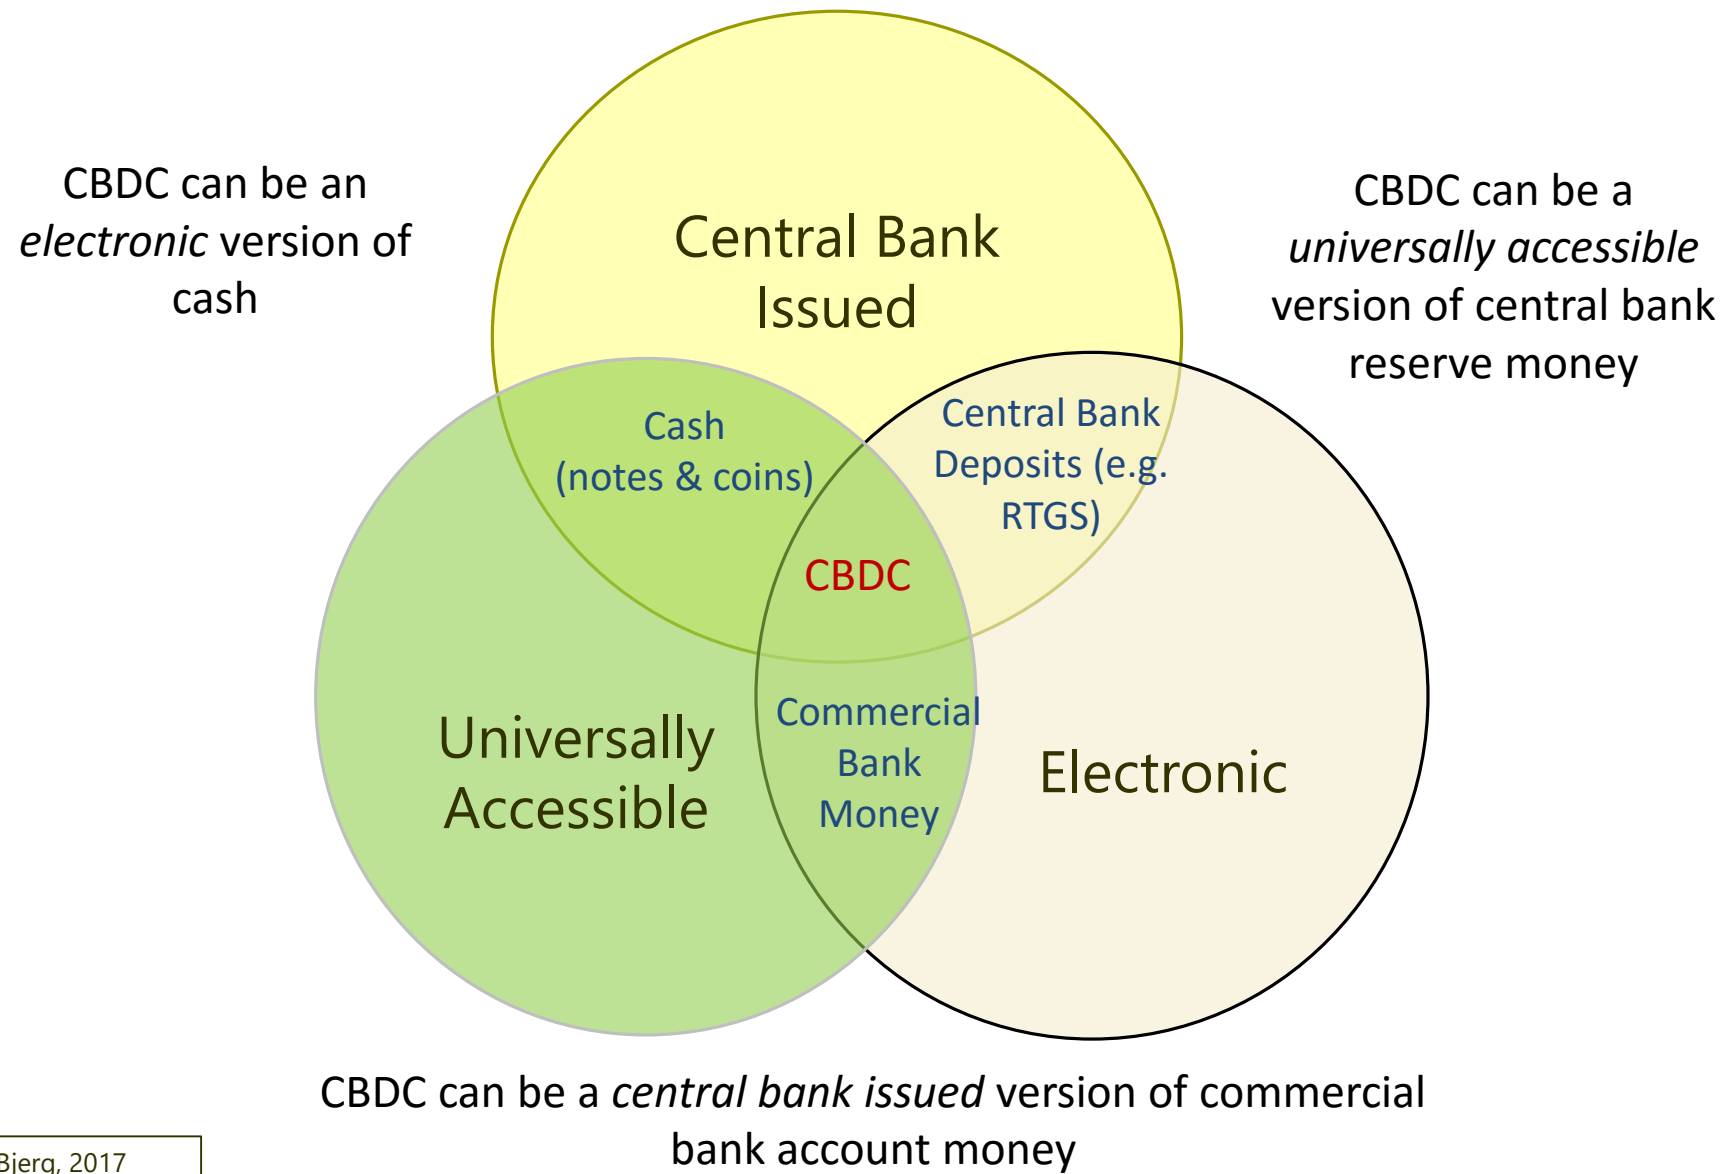 CBDC can be an
electronic version of
cash
Central Bank
Issued
CBDC can be a
universally accessible
version of central bank
reserve money
Cash
(notes & coins)
Central Bank
Deposits (e.g.
RTGS)
CBDC
Universally
Accessible
Commercial
Bank
Money
Electronic
CBDC can be a central bank issued version of commercial
bank account money
Bjerg, 2017